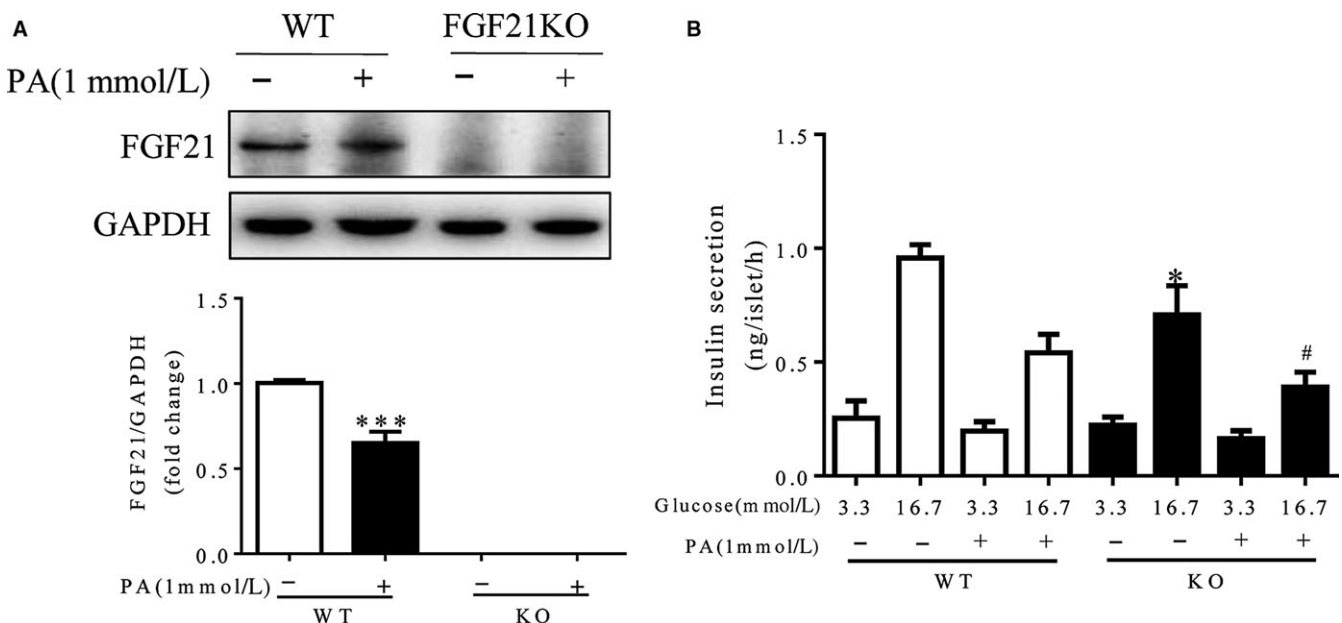 A
WT FGF21KO
PA(1 mmol/L) − + − +
FGF21
GAPDH
FGF21/GAPDH
(fold change)
1.5
1.0
0.5
0.0
***
PA(1mmol/L) − + − +
WT KO
B
Insulin secretion
(ng/islet/h)
1.5
1.0
0.5
0.0
*
#
Glucose(mmol/L) 3.3 16.7 3.3 16.7 3.3 16.7 3.3 16.7
PA(1mmol/L) − − + + − − + +
WT KO